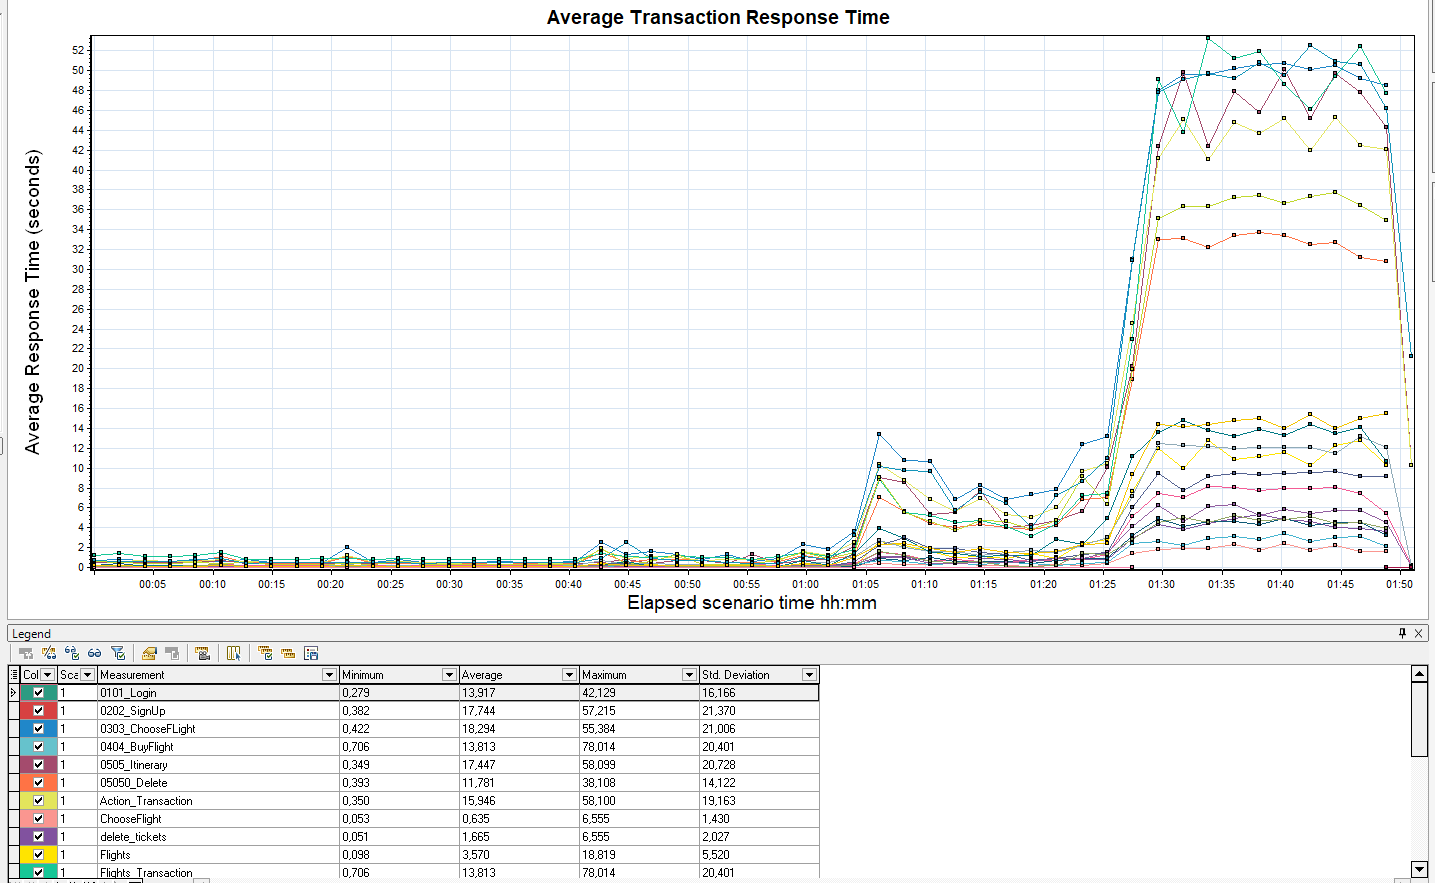 Average Transaction Response Time
Average Response Time (seconds)
52
50
48
46
44
42
40
38
36
34
32
30
28
26
24
22
20
18
16
14
12
10
8
6
4
2
0
00:05 00:10 00:15 00:20 00:25 00:30 00:35 00:40 00:45 00:50 00:55 01:00 01:05 01:10 01:15 01:20 01:25 01:30 01:35 01:40 01:45 01:50
Elapsed scenario time hh:mm
Legend
Col Sca Measurement Minimum Average Maximum Std. Deviation
1 0101_Login 0,279 13,917 42,129 16,166
1 0202_SignUp 0,382 17,744 57,215 21,370
1 0303_ChooseFLight 0,422 18,294 55,384 21,006
1 0404_BuyFlight 0,706 13,813 78,014 20,401
1 0505_Itinerary 0,349 17,447 58,099 20,728
1 05050_Delete 0,393 11,781 38,108 14,122
1 Action_Transaction 0,350 15,946 58,100 19,163
1 ChooseFlight 0,053 0,635 6,555 1,430
1 delete_tickets 0,051 1,665 6,555 2,027
1 Flights 0,098 3,570 18,819 5,520
1 Flights_Transaction 0,706 13,813 78,014 20,401